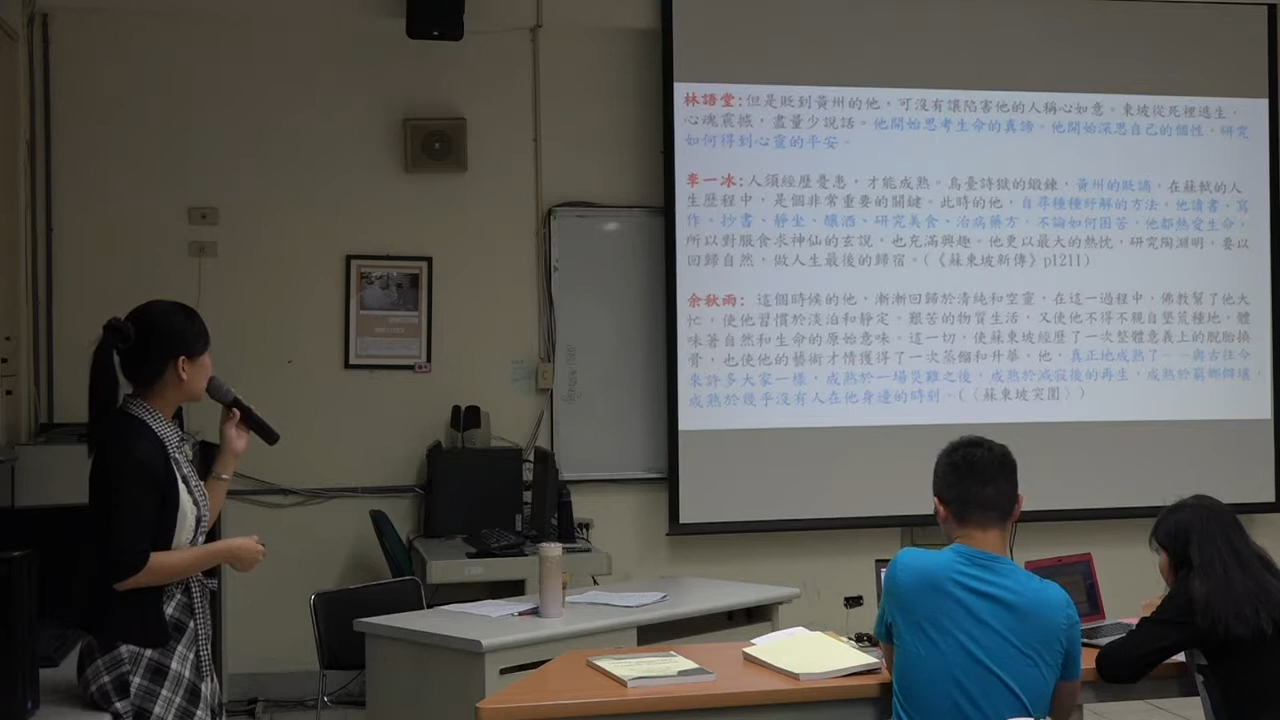 林語堂:但是貶到黃州的他,可沒有讓陷害他的人稱心如意。東坡從死裡逃生,
心魂震撼,盡量少說話。他開始思考生命的真諦。他開始深思自己的個性,研究
如何得到心靈的平安。
李一冰:人須經歷憂患,才能成熟。烏臺詩獄的鍛鍊,黃州的貶謫,在蘇軾的人
生歷程中,是個非常重要的關鍵。此時的他,自尋種種紓解的方法。他讀書、寫
作、抄書、靜坐、釀酒、研究美食、治病藥方,不論如何困苦,他都熱愛生命,
所以對服食求神仙的玄說,也充滿興趣。他更以最大的熱忱,研究陶淵明,要以
回歸自然,做人生最後的歸宿。(《蘇東坡新傳》p1211)
余秋雨: 這個時候的他,漸漸回歸於清純和空靈,在這一過程中,佛教幫了他大
忙,使他習慣於淡泊和靜定。艱苦的物質生活,又使他不得不親自墾荒種地,體
味著自然和生命的原始意味。這一切,使蘇東坡經歷了一次整體意義上的脫胎換
骨,也使他的藝術才情獲得了一次蒸餾和升華。他,真正地成熟了——與古往今
來許多大家一樣,成熟於一場災難之後,成熟於滅寂後的再生,成熟於窮鄉僻壤,
成熟於幾乎沒有人在他身邊的時刻。(〈蘇東坡突圍〉)